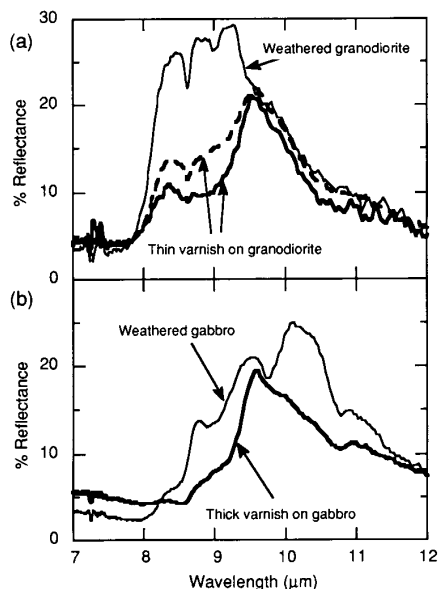 (a)
30
20
10
0
% Reflectance
Weathered granodiorite
Thin varnish on granodiorite
(b)
20
10
0
% Reflectance
Weathered gabbro
Thick varnish on gabbro
7 8 9 10 11 12
Wavelength (μm)